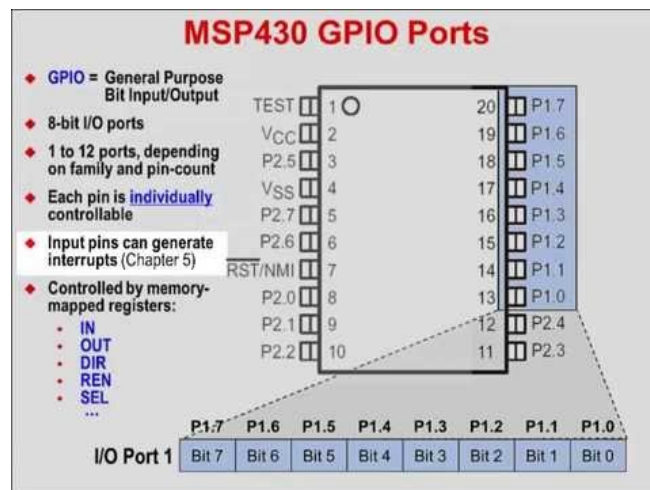 MSP430 GPIO Ports
◆ GPIO = General Purpose
Bit Input/Output
◆ 8-bit I/O ports
◆ 1 to 12 ports, depending
on family and pin-count
◆ Each pin is individually
controllable
◆ Input pins can generate
interrupts (Chapter 5)
◆ Controlled by memory-
mapped registers:
• IN
• OUT
• DIR
• REN
• SEL
...
TEST 1 20 P1.7
VCC 2 19 P1.6
P2.5 3 18 P1.5
VSS 4 17 P1.4
P2.7 5 16 P1.3
P2.6 6 15 P1.2
RST/NMI 7 14 P1.1
P2.0 8 13 P1.0
P2.1 9 12 P2.4
P2.2 10 11 P2.3
P1.7 P1.6 P1.5 P1.4 P1.3 P1.2 P1.1 P1.0
I/O Port 1 Bit 7 Bit 6 Bit 5 Bit 4 Bit 3 Bit 2 Bit 1 Bit 0